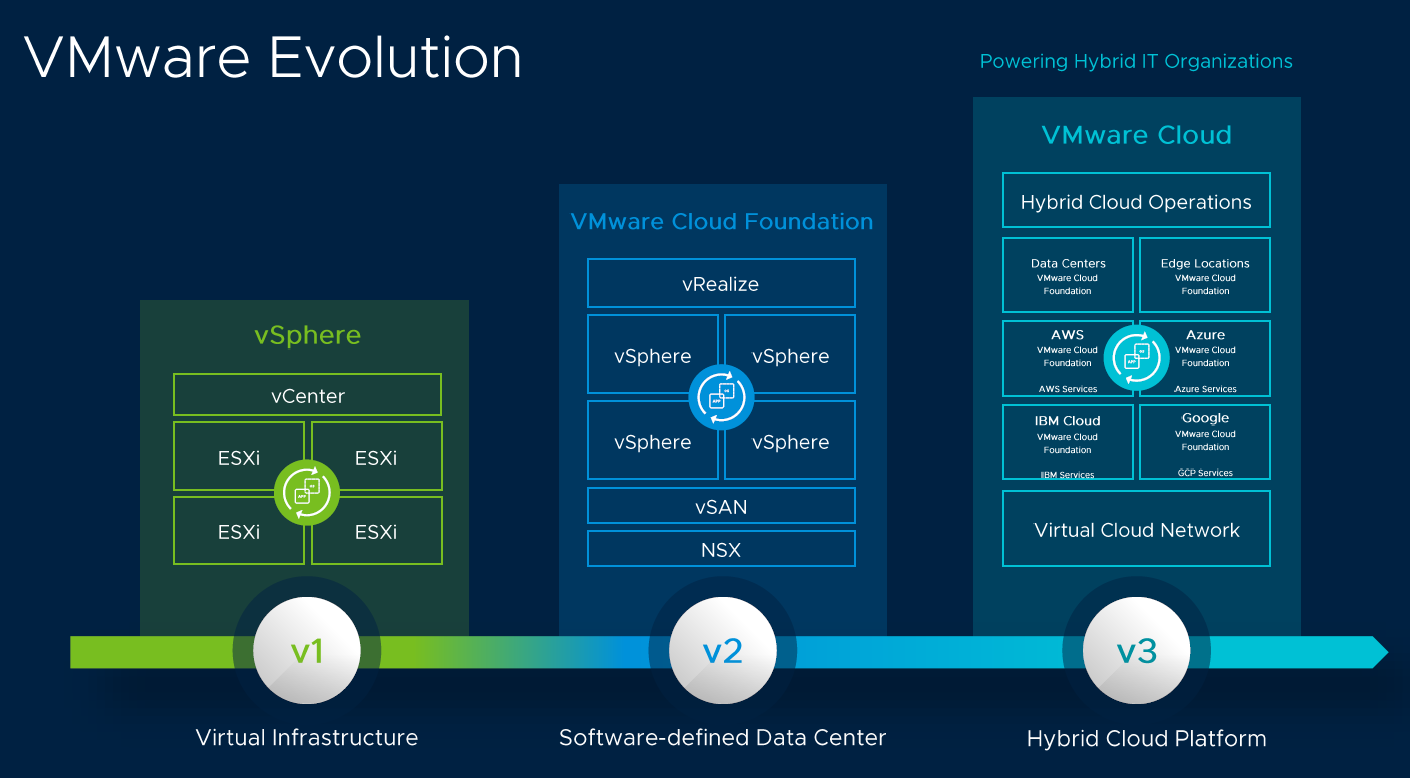 VMware Evolution
Powering Hybrid IT Organizations
vSphere
vCenter
ESXi
ESXi
ESXi
ESXi
VMware Cloud Foundation
vRealize
vSphere
vSphere
vSphere
vSphere
vSAN
NSX
VMware Cloud
Hybrid Cloud Operations
Data Centers
VMware Cloud
Foundation
Edge Locations
VMware Cloud
Foundation
AWS
VMware Cloud
Foundation
AWS Services
Azure
VMware Cloud
Foundation
Azure Services
IBM Cloud
VMware Cloud
Foundation
IBM Services
Google
VMware Cloud
Foundation
GCP Services
Virtual Cloud Network
APP
APP
APP
v1
v2
v3
Virtual Infrastructure
Software-defined Data Center
Hybrid Cloud Platform